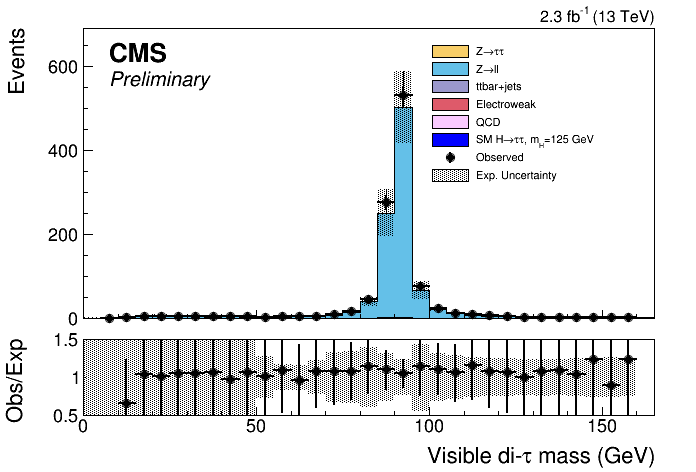 2.3 fb⁻¹ (13 TeV)
CMS
Preliminary
Events
600
400
200
0
Z→ττ
Z→ll
ttbar+jets
Electroweak
QCD
SM H→ττ, m_H=125 GeV
Observed
Exp. Uncertainty
Obs/Exp
1.5
1
0.5
0 50 100 150
Visible di-τ mass (GeV)